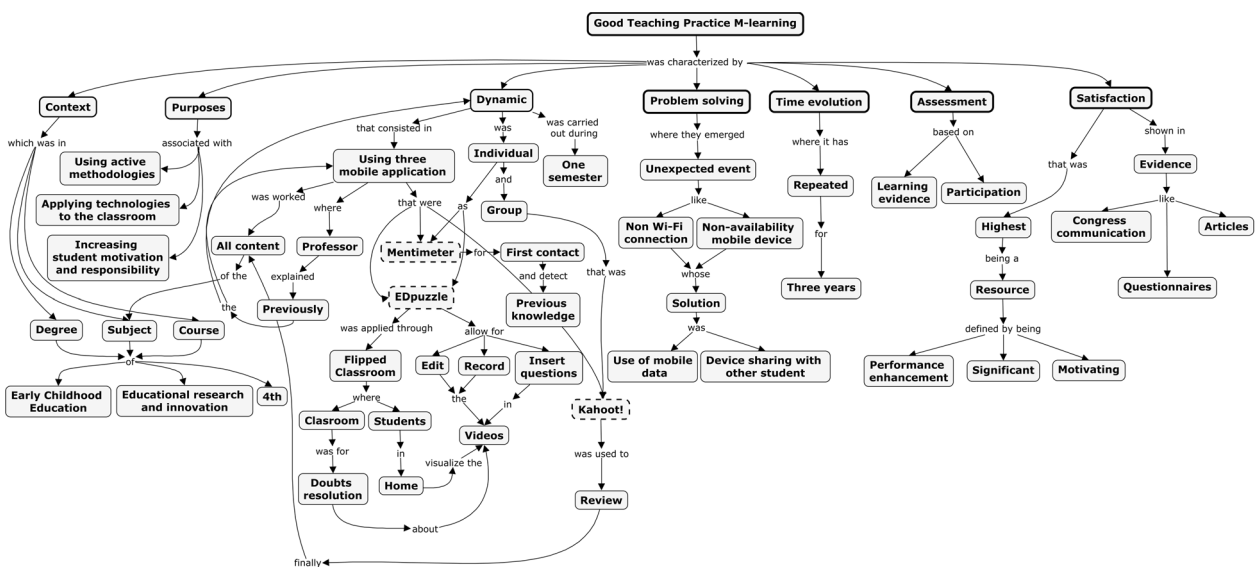 Good Teaching Practice M-learning
was characterized by
Context
Purposes
Dynamic
Problem solving
Time evolution
Assessment
Satisfaction
which was in
associated with
that consisted in
was
was carried
out during
where they emerged
where it has
based on
shown in
that was
Using active
methodologies
Applying technologies
to the classroom
Increasing
student motivation
and responsibility
Using three
mobile application
Individual
One
semester
and
Group
Unexpected event
like
Non Wi-Fi
connection
Non-availability
mobile device
whose
Solution
was
Use of mobile
data
Device sharing with
other student
Repeated
for
Three years
Learning
evidence
Participation
Evidence
like
Congress
communication
Articles
Questionnaires
Highest
being a
Resource
defined by being
Performance
enhancement
Significant
Motivating
was worked
where
that were
as
All content
Professor
of the
explained
Previously
the
Mentimeter
for
First contact
and detect
Previous
knowledge
that was
EDpuzzle
was applied through
allow for
Flipped
Classroom
Edit
Record
Insert
questions
where
the
in
Clasroom
Students
Videos
was for
in
visualize the
Doubts
resolution
Home
about
Kahoot!
was used to
Review
finally
Degree
Subject
Course
of
Early Childhood
Education
Educational research
and innovation
4th